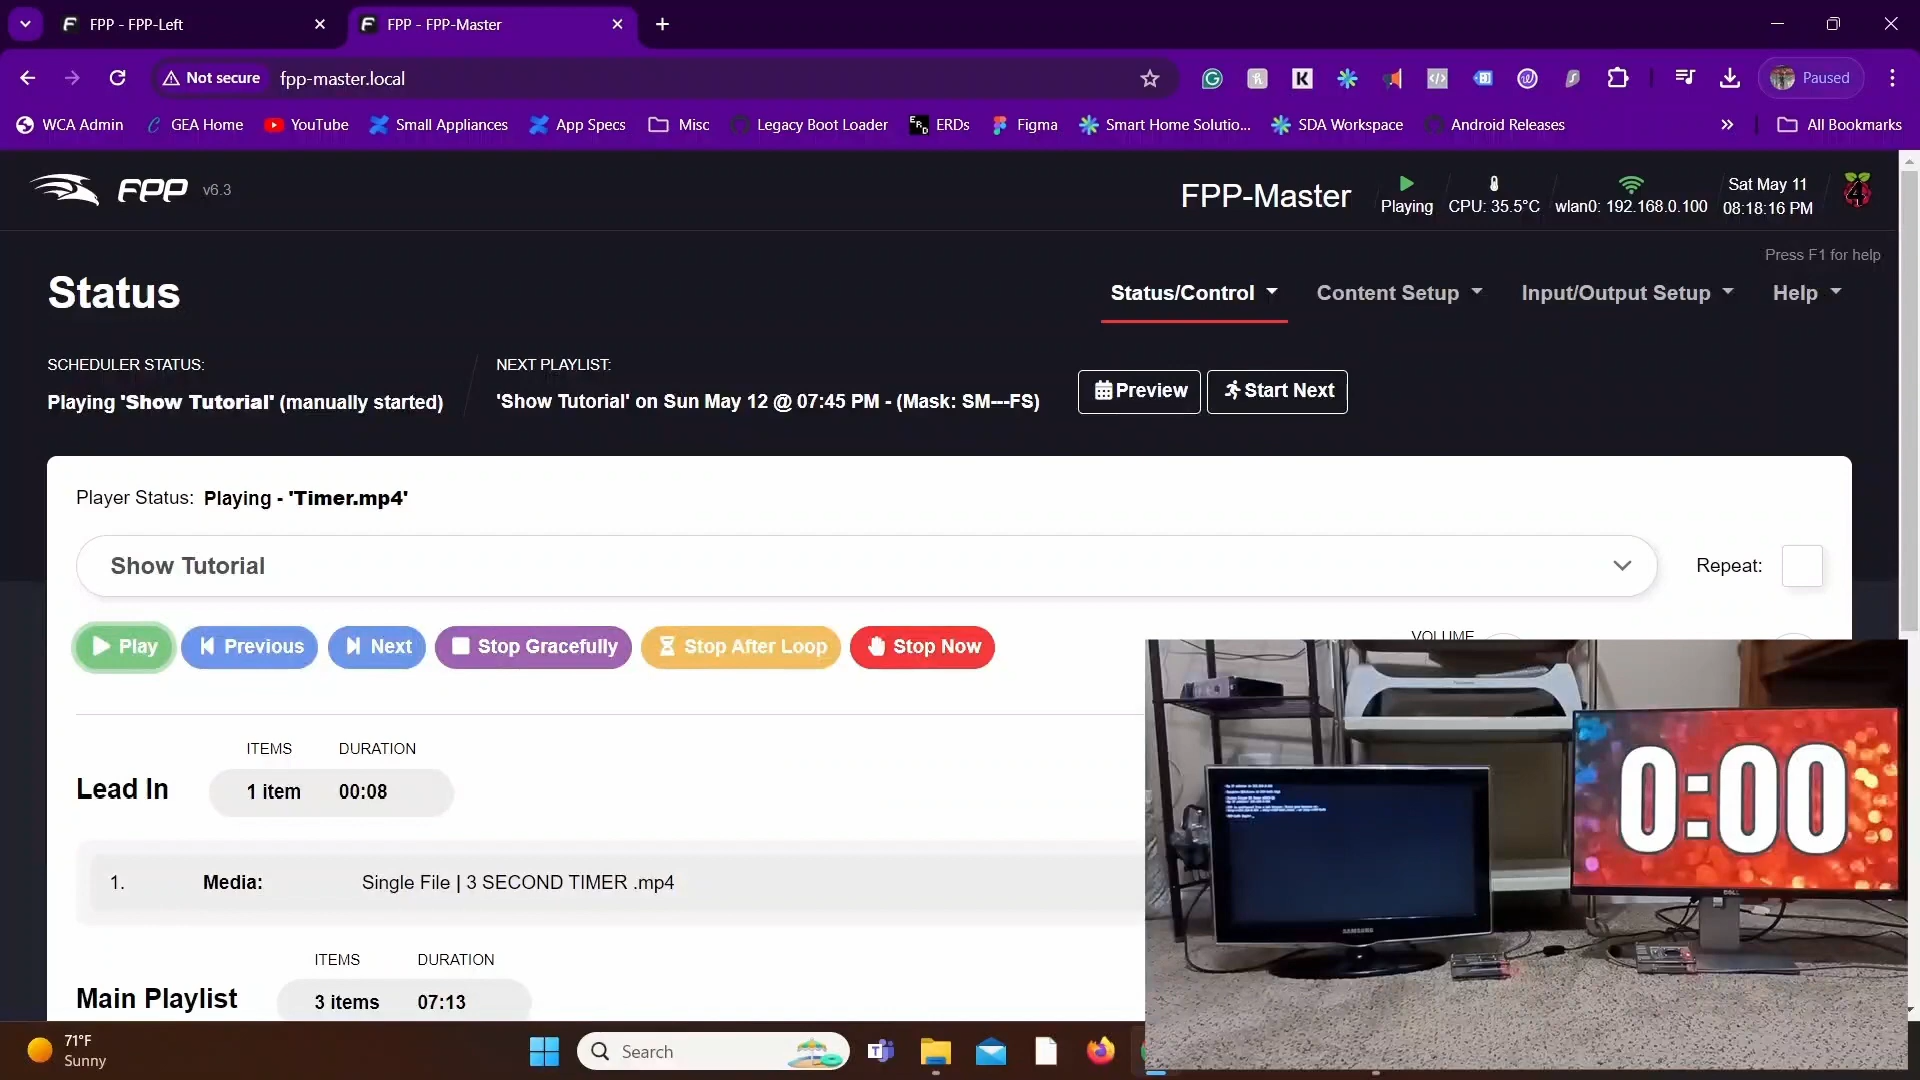 FPP - FPP-Left
FPP - FPP-Master
Not secure
fpp-master.local
Paused
WCA Admin
GEA Home
YouTube
Small Appliances
App Specs
Misc
Legacy Boot Loader
ERDs
Figma
Smart Home Solutio...
SDA Workspace
Android Releases
All Bookmarks
FPP v6.3
FPP-Master
Playing
CPU: 35.5°C
wlan0: 192.168.0.100
Sat May 11
08:18:16 PM
Press F1 for help
Status
Status/Control
Content Setup
Input/Output Setup
Help
SCHEDULER STATUS:
Playing 'Show Tutorial' (manually started)
NEXT PLAYLIST:
'Show Tutorial' on Sun May 12 @ 07:45 PM - (Mask: SM---FS)
Preview
Start Next
Player Status: Playing - 'Timer.mp4'
Show Tutorial
Repeat:
Play
Previous
Next
Stop Gracefully
Stop After Loop
Stop Now
VOLUME
ITEMS DURATION
Lead In 1 item 00:08
1. Media: Single File | 3 SECOND TIMER .mp4
ITEMS DURATION
Main Playlist 3 items 07:13
0:00
DELL
SAMSUNG
71°F
Sunny
Search